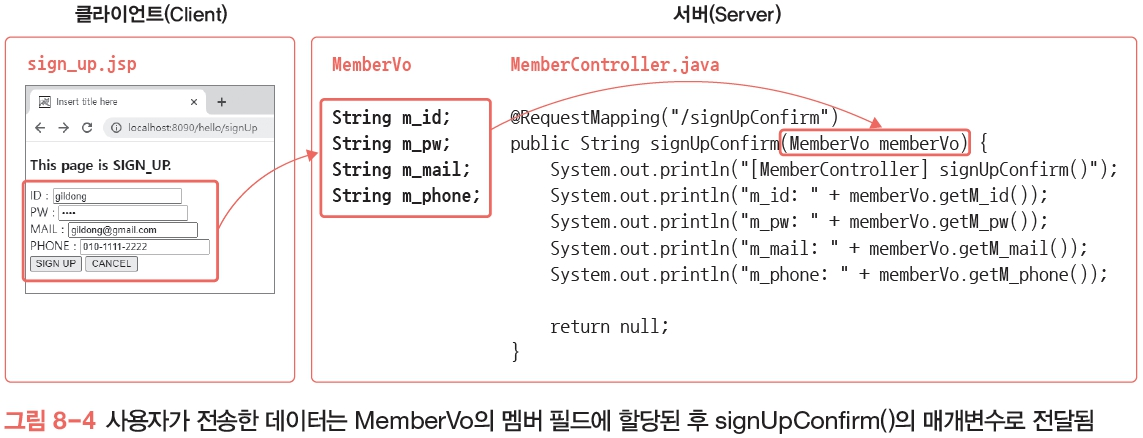 클라이언트(Client)
서버(Server)
sign_up.jsp
Insert title here
localhost:8090/hello/signUp
This page is SIGN_UP.
ID : gildong
PW : ••••
MAIL : gildong@gmail.com
PHONE : 010-1111-2222
SIGN UP CANCEL
MemberVo
String m_id;
String m_pw;
String m_mail;
String m_phone;
MemberController.java
@RequestMapping("/signUpConfirm")
public String signUpConfirm(MemberVo memberVo) {
System.out.println("[MemberController] signUpConfirm()");
System.out.println("m_id: " + memberVo.getM_id());
System.out.println("m_pw: " + memberVo.getM_pw());
System.out.println("m_mail: " + memberVo.getM_mail());
System.out.println("m_phone: " + memberVo.getM_phone());
return null;
}
그림 8-4 사용자가 전송한 데이터는 MemberVo의 멤버 필드에 할당된 후 signUpConfirm()의 매개변수로 전달됨